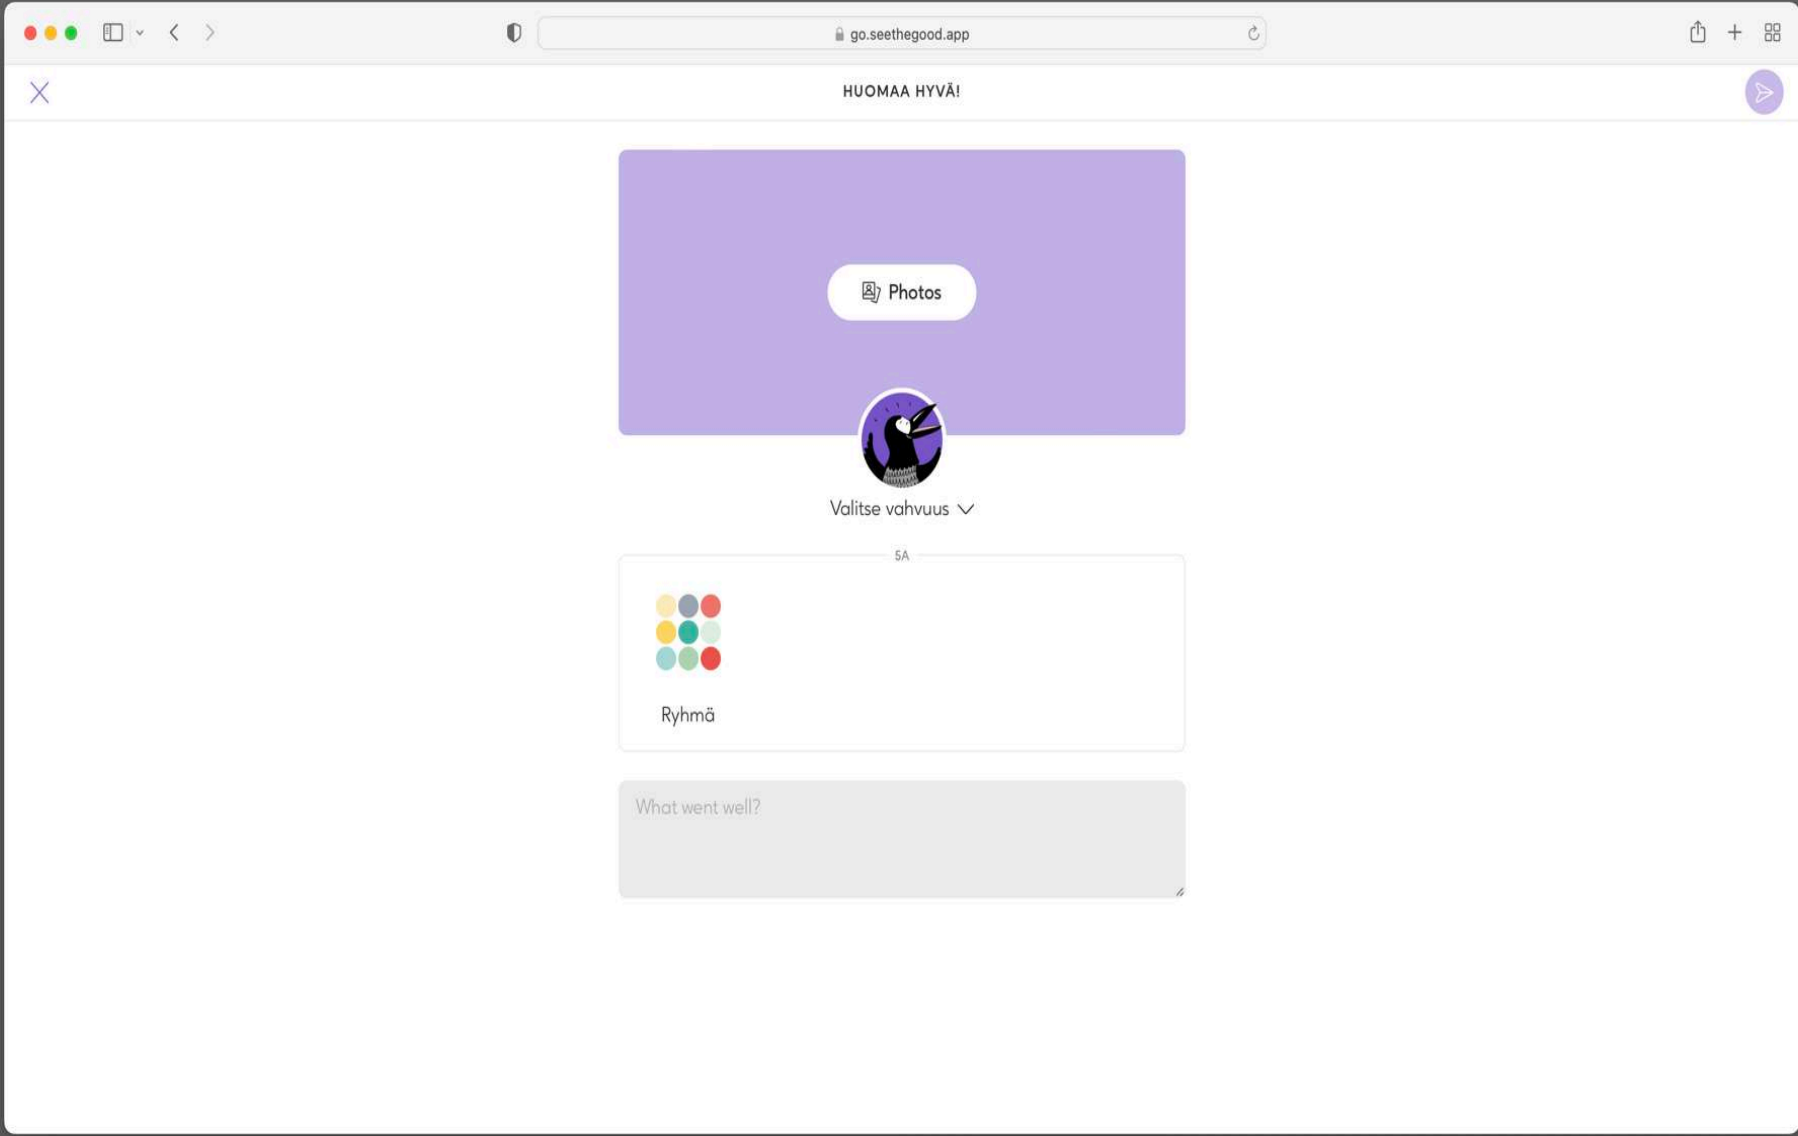 go.seethegood.app
HUOMAA HYVÄ!
Photos
Valitse vahvuus
5A
Ryhmä
What went well?